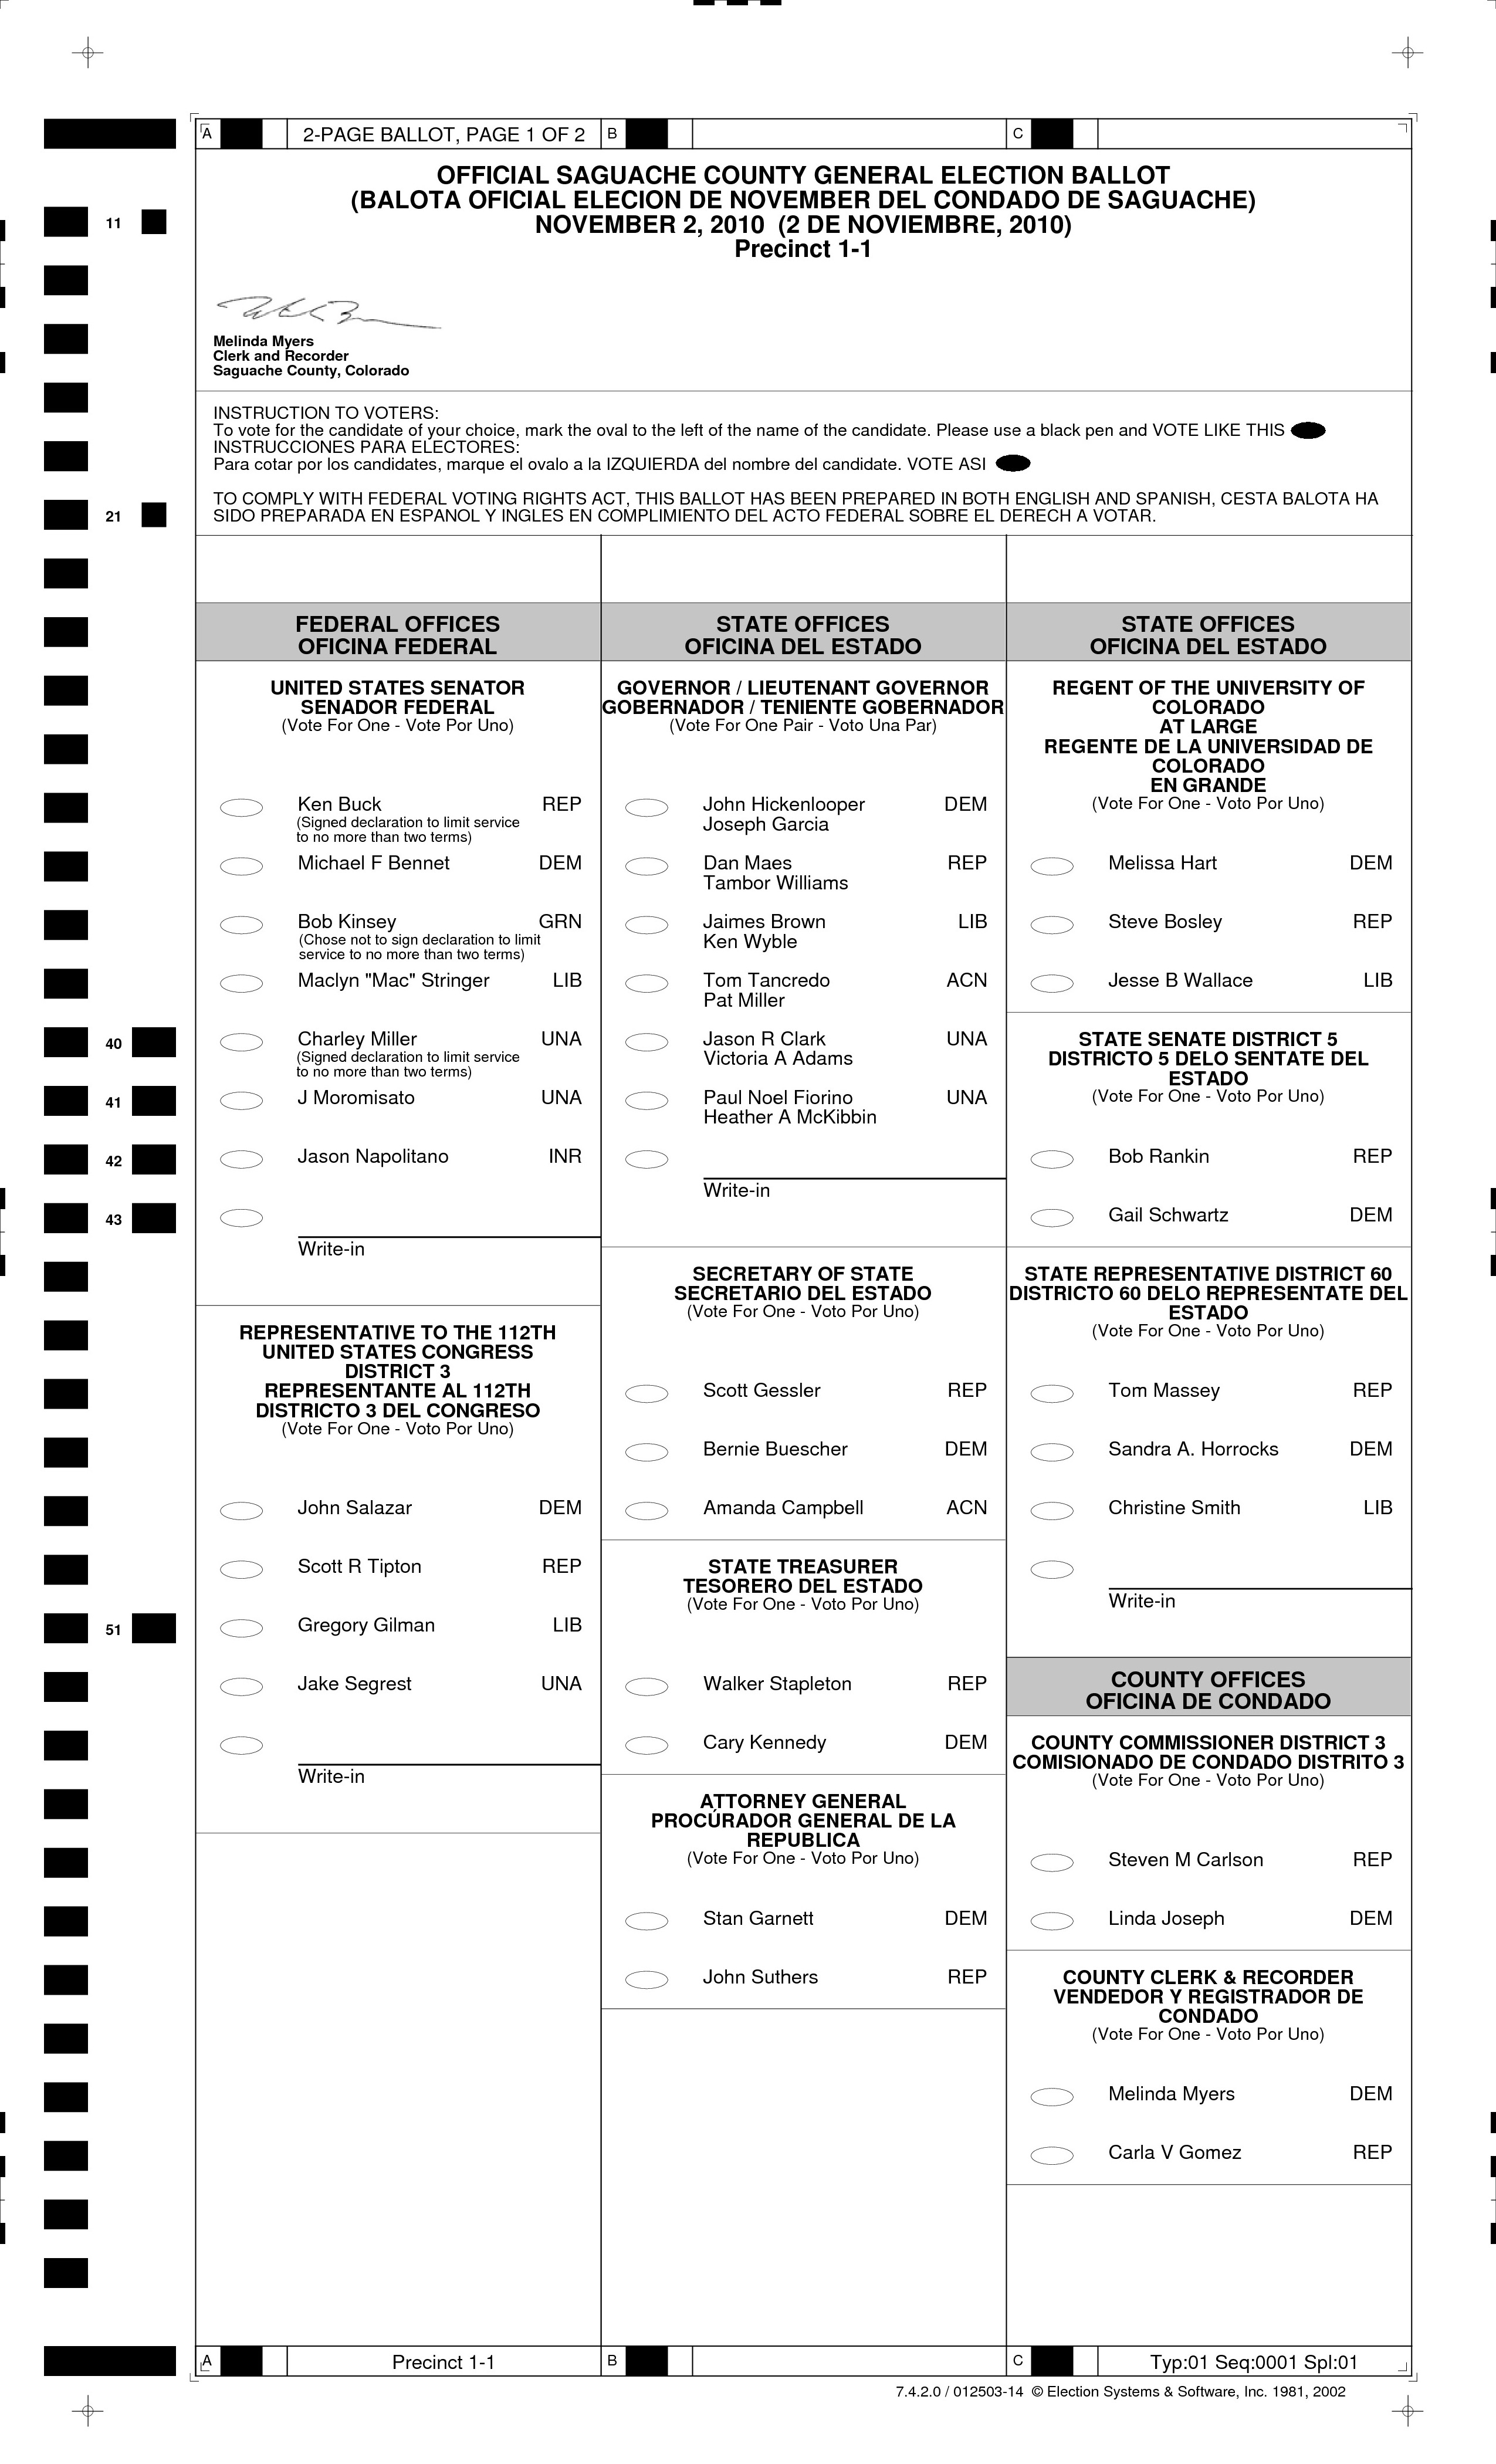 A
2-PAGE BALLOT, PAGE 1 OF 2
B
C
OFFICIAL SAGUACHE COUNTY GENERAL ELECTION BALLOT
(BALOTA OFICIAL ELECION DE NOVEMBER DEL CONDADO DE SAGUACHE)
NOVEMBER 2, 2010 (2 DE NOVIEMBRE, 2010)
Precinct 1-1
11
Melinda Myers
Clerk and Recorder
Saguache County, Colorado
INSTRUCTION TO VOTERS:
To vote for the candidate of your choice, mark the oval to the left of the name of the candidate. Please use a black pen and VOTE LIKE THIS
INSTRUCCIONES PARA ELECTORES:
Para cotar por los candidates, marque el ovalo a la IZQUIERDA del nombre del candidate. VOTE ASI
TO COMPLY WITH FEDERAL VOTING RIGHTS ACT, THIS BALLOT HAS BEEN PREPARED IN BOTH ENGLISH AND SPANISH, CESTA BALOTA HA
SIDO PREPARADA EN ESPANOL Y INGLES EN COMPLIMIENTO DEL ACTO FEDERAL SOBRE EL DERECH A VOTAR.
21
40
41
42
43
51
FEDERAL OFFICES
OFICINA FEDERAL
UNITED STATES SENATOR
SENADOR FEDERAL
(Vote For One - Vote Por Uno)
Ken Buck REP
(Signed declaration to limit service
to no more than two terms)
Michael F Bennet DEM
Bob Kinsey GRN
(Chose not to sign declaration to limit
service to no more than two terms)
Maclyn "Mac" Stringer LIB
Charley Miller UNA
(Signed declaration to limit service
to no more than two terms)
J Moromisato UNA
Jason Napolitano INR
Write-in
REPRESENTATIVE TO THE 112TH
UNITED STATES CONGRESS
DISTRICT 3
REPRESENTANTE AL 112TH
DISTRICTO 3 DEL CONGRESO
(Vote For One - Voto Por Uno)
John Salazar DEM
Scott R Tipton REP
Gregory Gilman LIB
Jake Segrest UNA
Write-in
STATE OFFICES
OFICINA DEL ESTADO
GOVERNOR / LIEUTENANT GOVERNOR
GOBERNADOR / TENIENTE GOBERNADOR
(Vote For One Pair - Voto Una Par)
John Hickenlooper DEM
Joseph Garcia
Dan Maes REP
Tambor Williams
Jaimes Brown LIB
Ken Wyble
Tom Tancredo ACN
Pat Miller
Jason R Clark UNA
Victoria A Adams
Paul Noel Fiorino UNA
Heather A McKibbin
Write-in
SECRETARY OF STATE
SECRETARIO DEL ESTADO
(Vote For One - Voto Por Uno)
Scott Gessler REP
Bernie Buescher DEM
Amanda Campbell ACN
STATE TREASURER
TESORERO DEL ESTADO
(Vote For One - Voto Por Uno)
Walker Stapleton REP
Cary Kennedy DEM
ATTORNEY GENERAL
PROCÚRADOR GENERAL DE LA
REPUBLICA
(Vote For One - Voto Por Uno)
Stan Garnett DEM
John Suthers REP
STATE OFFICES
OFICINA DEL ESTADO
REGENT OF THE UNIVERSITY OF
COLORADO
AT LARGE
REGENTE DE LA UNIVERSIDAD DE
COLORADO
EN GRANDE
(Vote For One - Voto Por Uno)
Melissa Hart DEM
Steve Bosley REP
Jesse B Wallace LIB
STATE SENATE DISTRICT 5
DISTRICTO 5 DELO SENTATE DEL
ESTADO
(Vote For One - Voto Por Uno)
Bob Rankin REP
Gail Schwartz DEM
STATE REPRESENTATIVE DISTRICT 60
DISTRICTO 60 DELO REPRESENTATE DEL
ESTADO
(Vote For One - Voto Por Uno)
Tom Massey REP
Sandra A. Horrocks DEM
Christine Smith LIB
Write-in
COUNTY OFFICES
OFICINA DE CONDADO
COUNTY COMMISSIONER DISTRICT 3
COMISIONADO DE CONDADO DISTRITO 3
(Vote For One - Voto Por Uno)
Steven M Carlson REP
Linda Joseph DEM
COUNTY CLERK & RECORDER
VENDEDOR Y REGISTRADOR DE
CONDADO
(Vote For One - Voto Por Uno)
Melinda Myers DEM
Carla V Gomez REP
A
Precinct 1-1
B
C
Typ:01 Seq:0001 Spl:01
7.4.2.0 / 012503-14 © Election Systems & Software, Inc. 1981, 2002